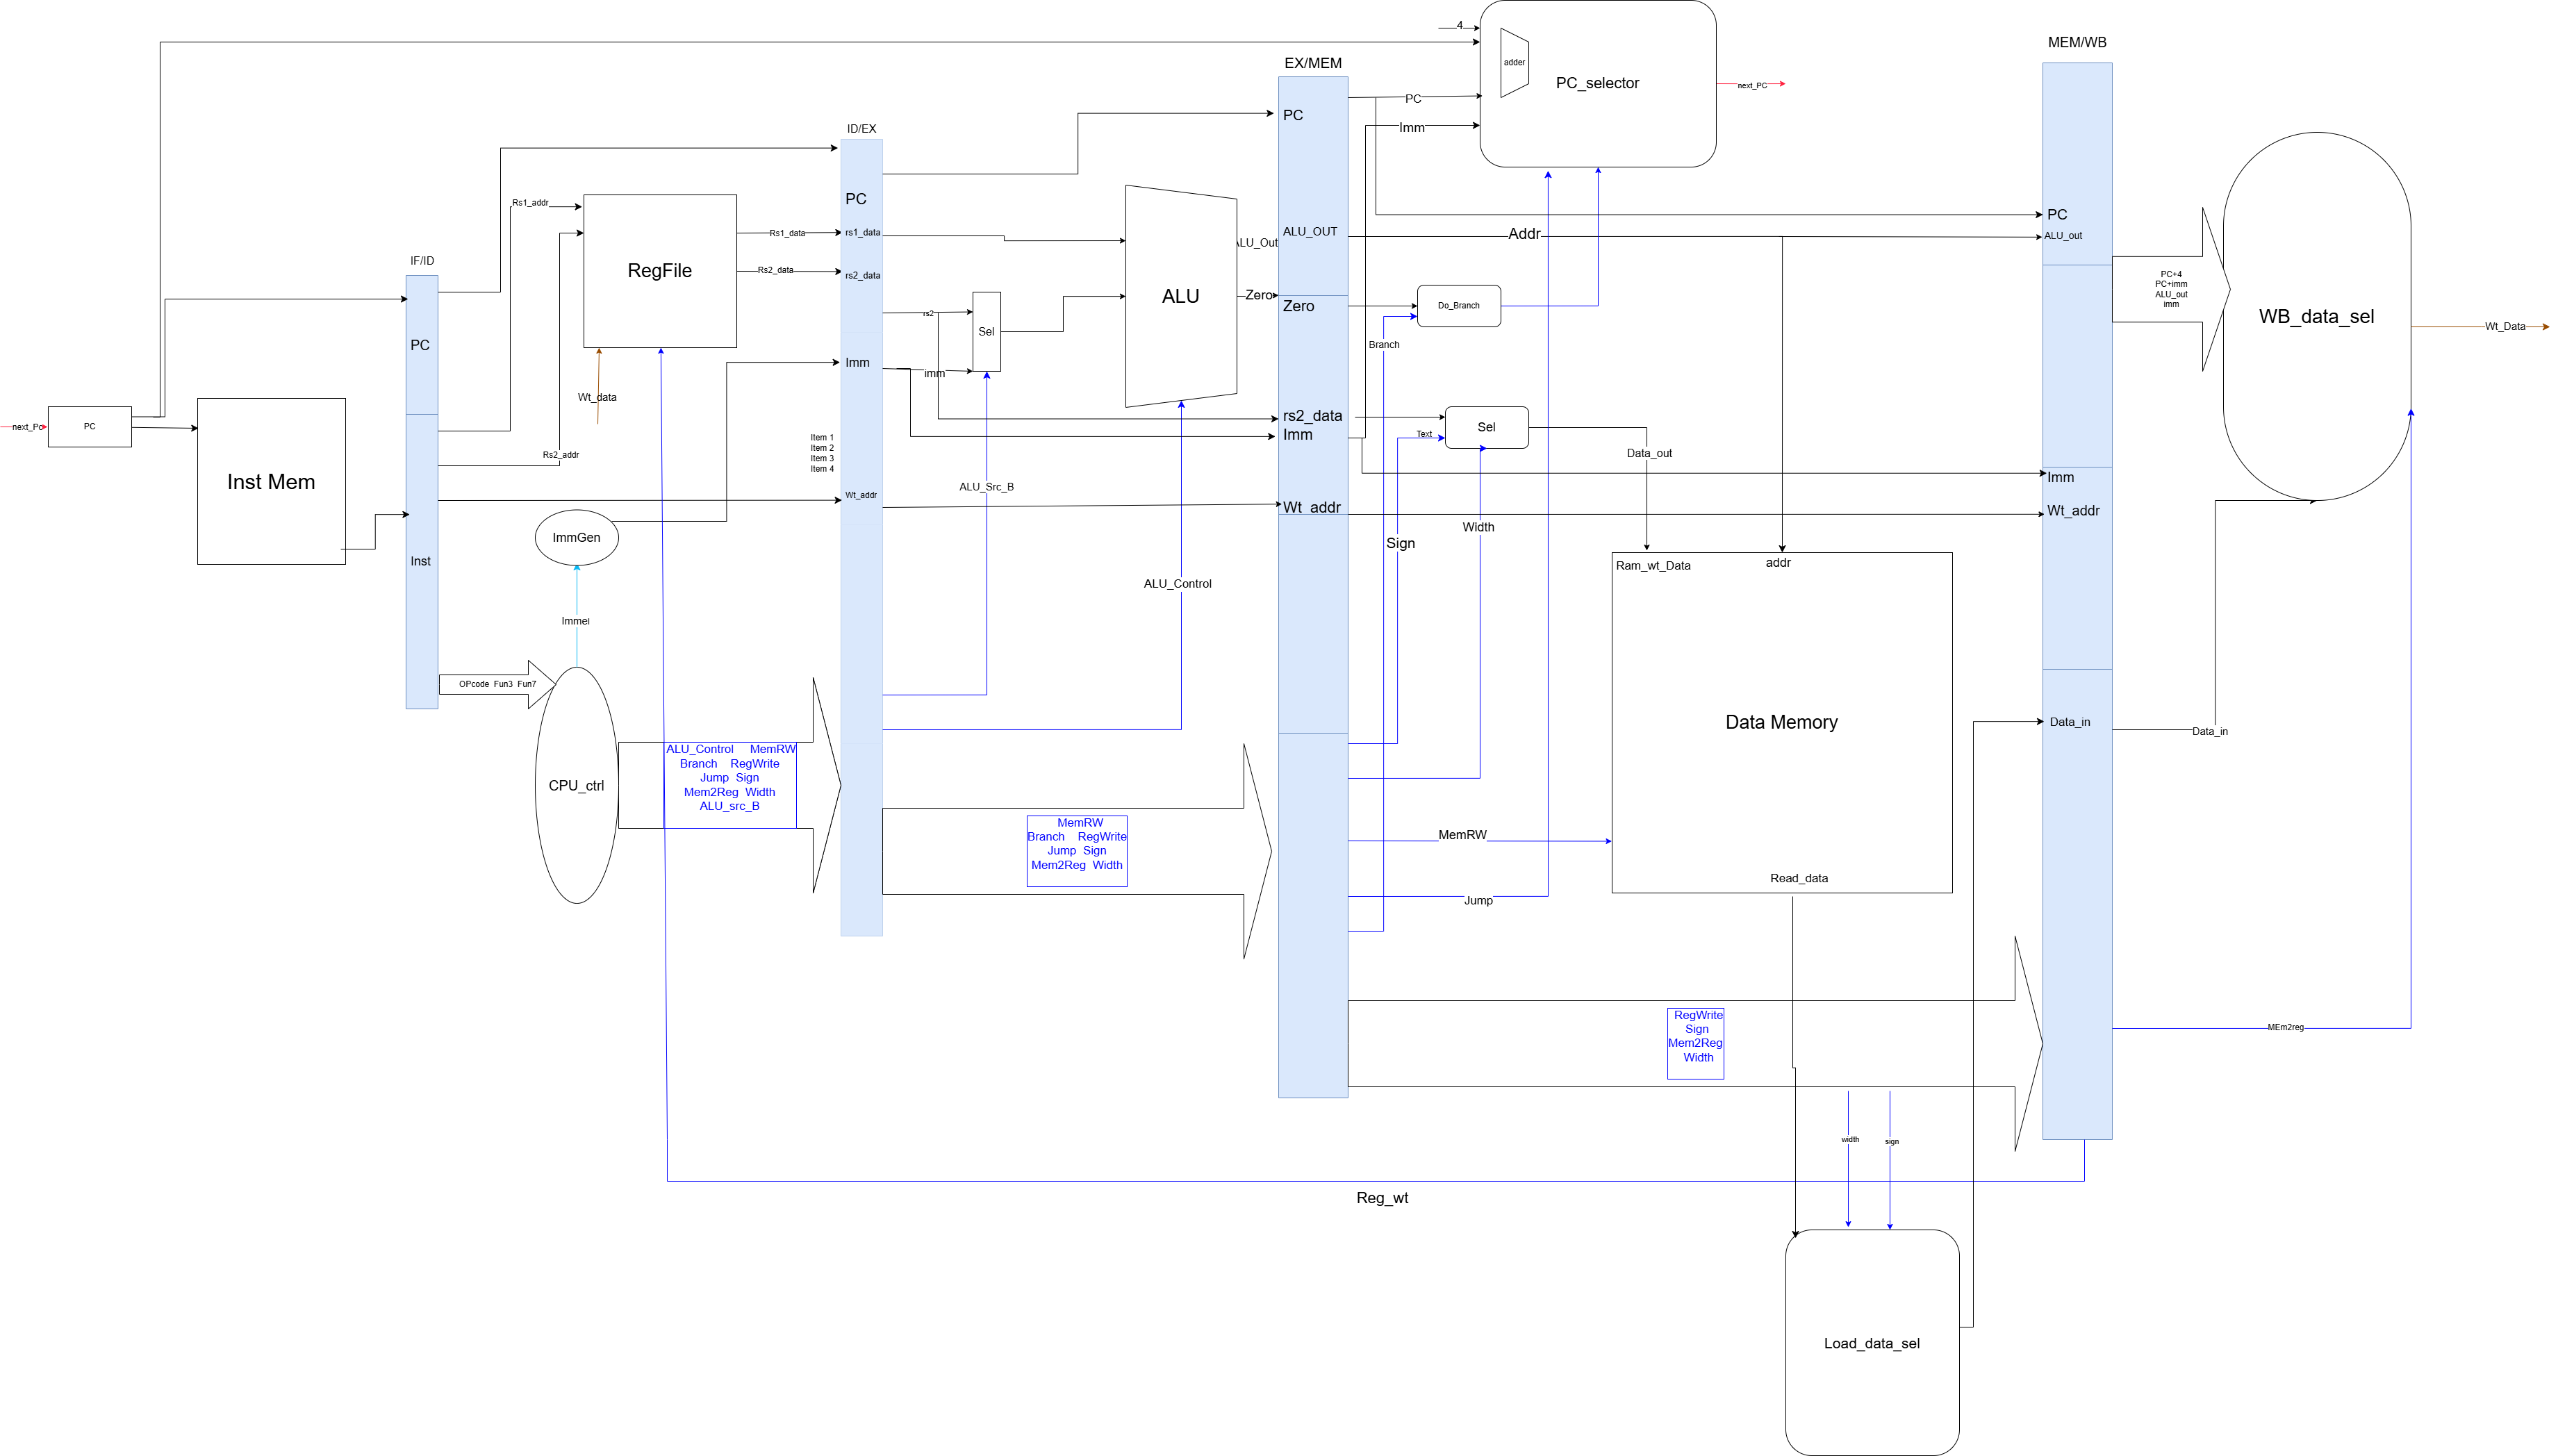 4
MEM/WB
EX/MEM
adder
PC_selector
next_PC
PC
Imm
ID/EX
PC
PC
Rs1_addr
PC
rs1_data
Rs1_data
ALU_OUT
Addr
ALU_out
ALU_Out
IF/ID
RegFile
Rs2_data
rs2_data
PC+4
PC+imm
ALU_out
imm
ALU
Zero
Zero
Do_Branch
rs2
Sel
WB_data_sel
Wt_Data
PC
Branch
Imm
imm
Wt_data
rs2_data
next_Pc
PC
Sel
Imm
Text
Item 1
Item 2
Item 3
Item 4
Rs2_addr
Data_out
Inst Mem
Imm
ALU_Src_B
Wt_addr
Wt_addr
Wt_addr
Width
ImmGen
Sign
Inst
Ram_wt_Data
addr
ALU_Control
Immel
OPcode Fun3 Fun7
Data Memory
Data_in
Data_in
ALU_Control MemRW
Branch RegWrite
Jump Sign
Mem2Reg Width
ALU_src_B
CPU_ctrl
MemRW
Branch RegWrite
Jump Sign
Mem2Reg Width
MemRW
Read_data
Jump
RegWrite
Sign
Mem2Reg
Width
MEm2reg
width
sign
Reg_wt
Load_data_sel